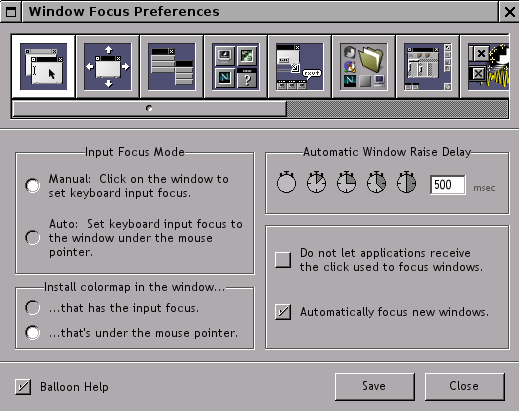 Window Focus Preferences
rxvt
N
?
N
Input Focus Mode
Manual: Click on the window to
set keyboard input focus.
Auto: Set keyboard input focus to
the window under the mouse
pointer.
Install colormap in the window...
...that has the input focus.
...that's under the mouse pointer.
Automatic Window Raise Delay
500 msec
Do not let applications receive
the click used to focus windows.
Automatically focus new windows.
Balloon Help
Save
Close